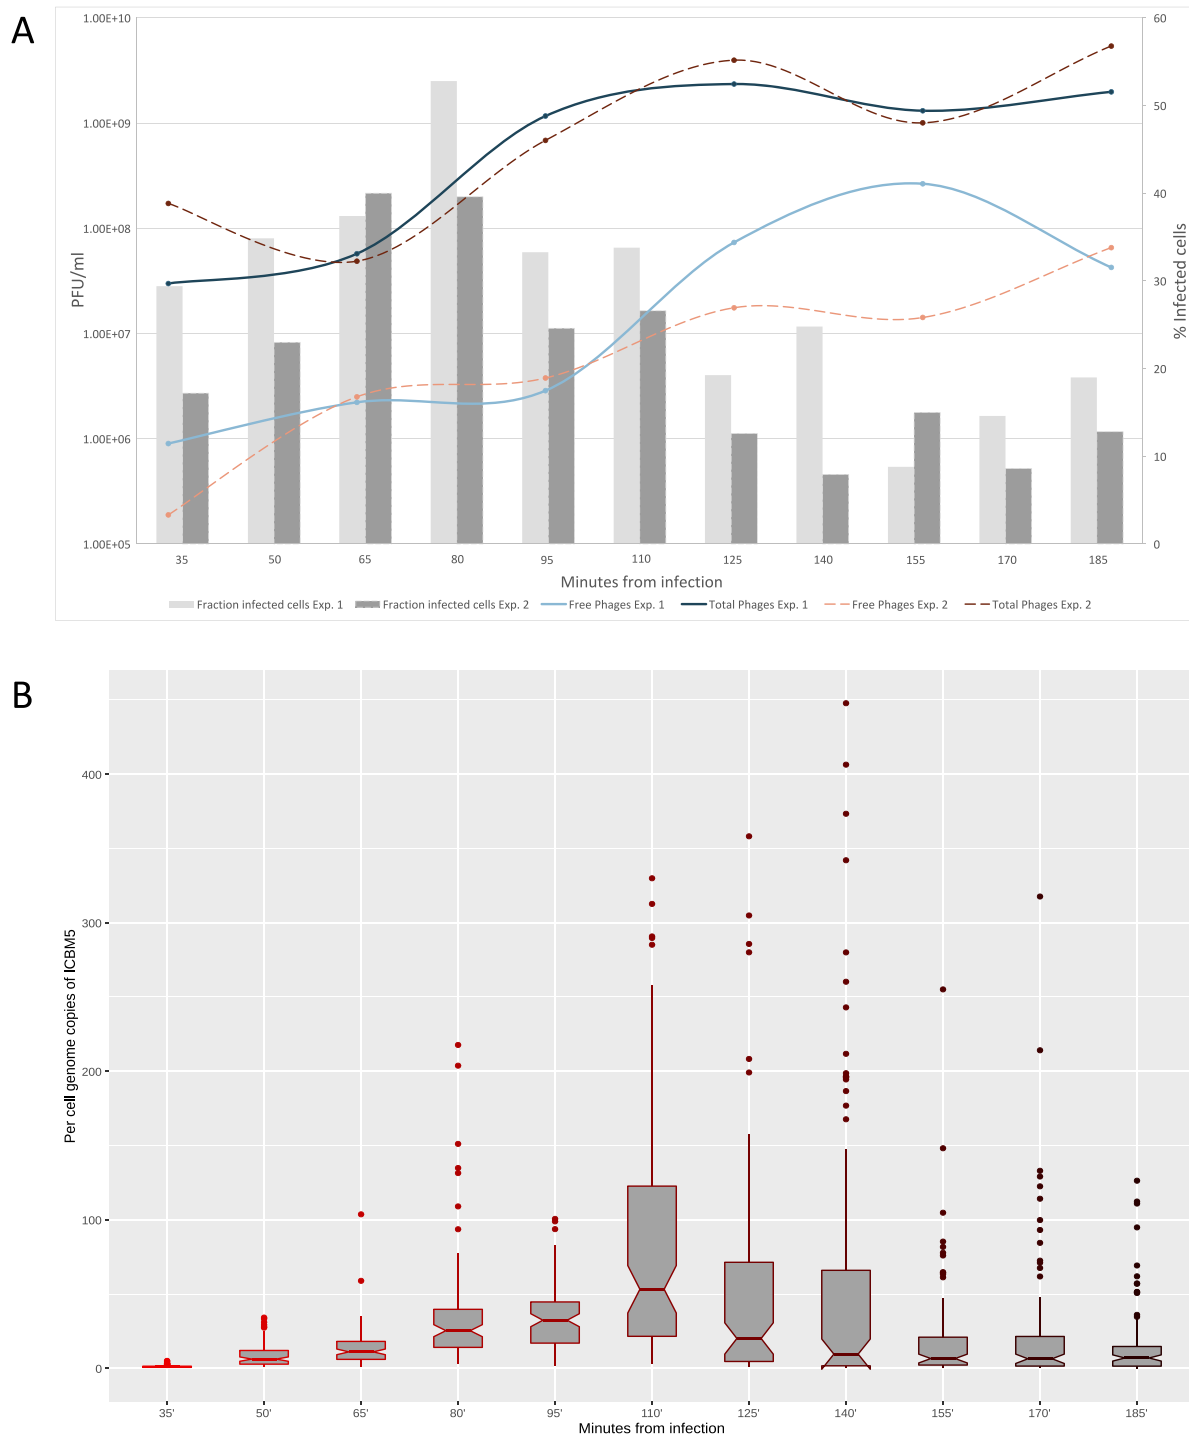 A
1.00E+10
1.00E+09
1.00E+08
1.00E+07
1.00E+06
1.00E+05
PFU/ml
60
50
40
30
20
10
0
% Infected cells
35 50 65 80 95 110 125 140 155 170 185
Minutes from infection
Fraction infected cells Exp. 1 Fraction infected cells Exp. 2 Free Phages Exp. 1 Total Phages Exp. 1 Free Phages Exp. 2 Total Phages Exp. 2
B
400
300
200
100
0
Per cell genome copies of ICBM5
35' 50' 65' 80' 95' 110' 125' 140' 155' 170' 185'
Minutes from infection